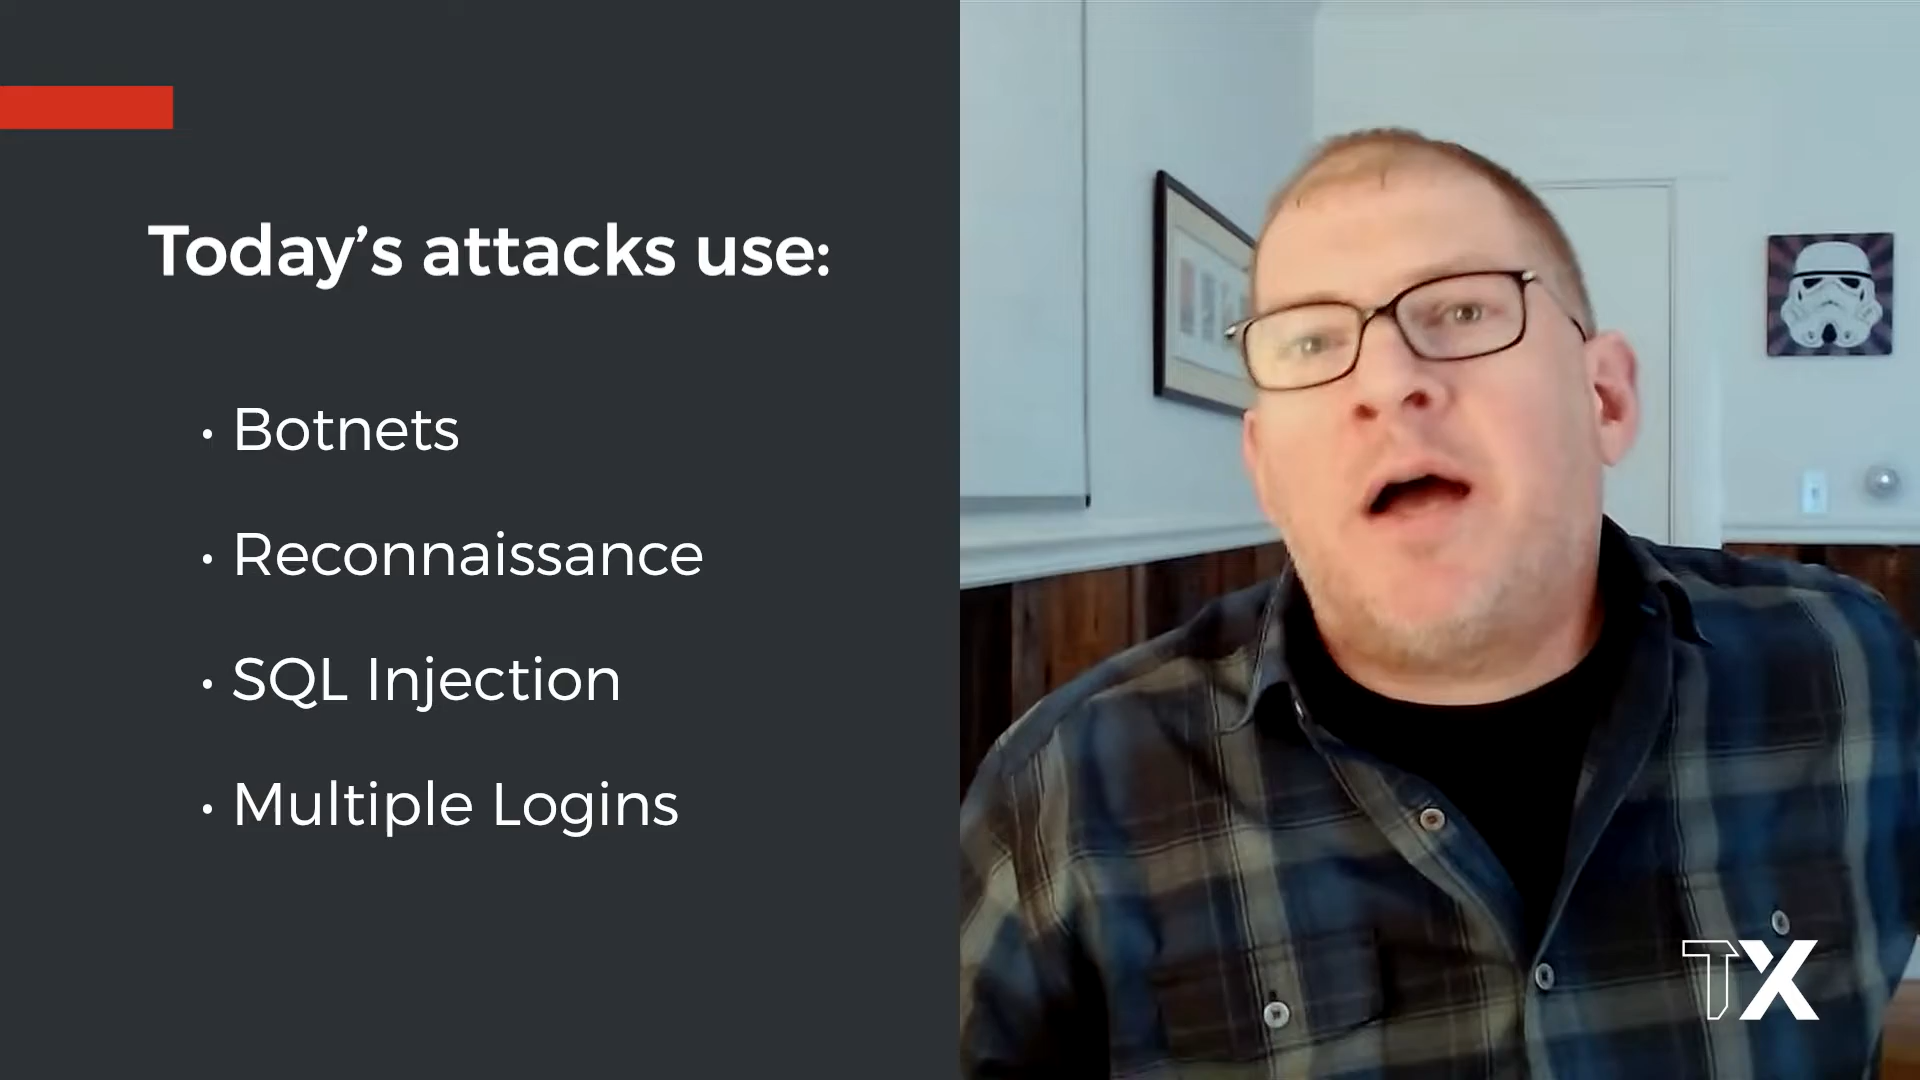 Today’s attacks use:
• Botnets
• Reconnaissance
• SQL Injection
• Multiple Logins
TX